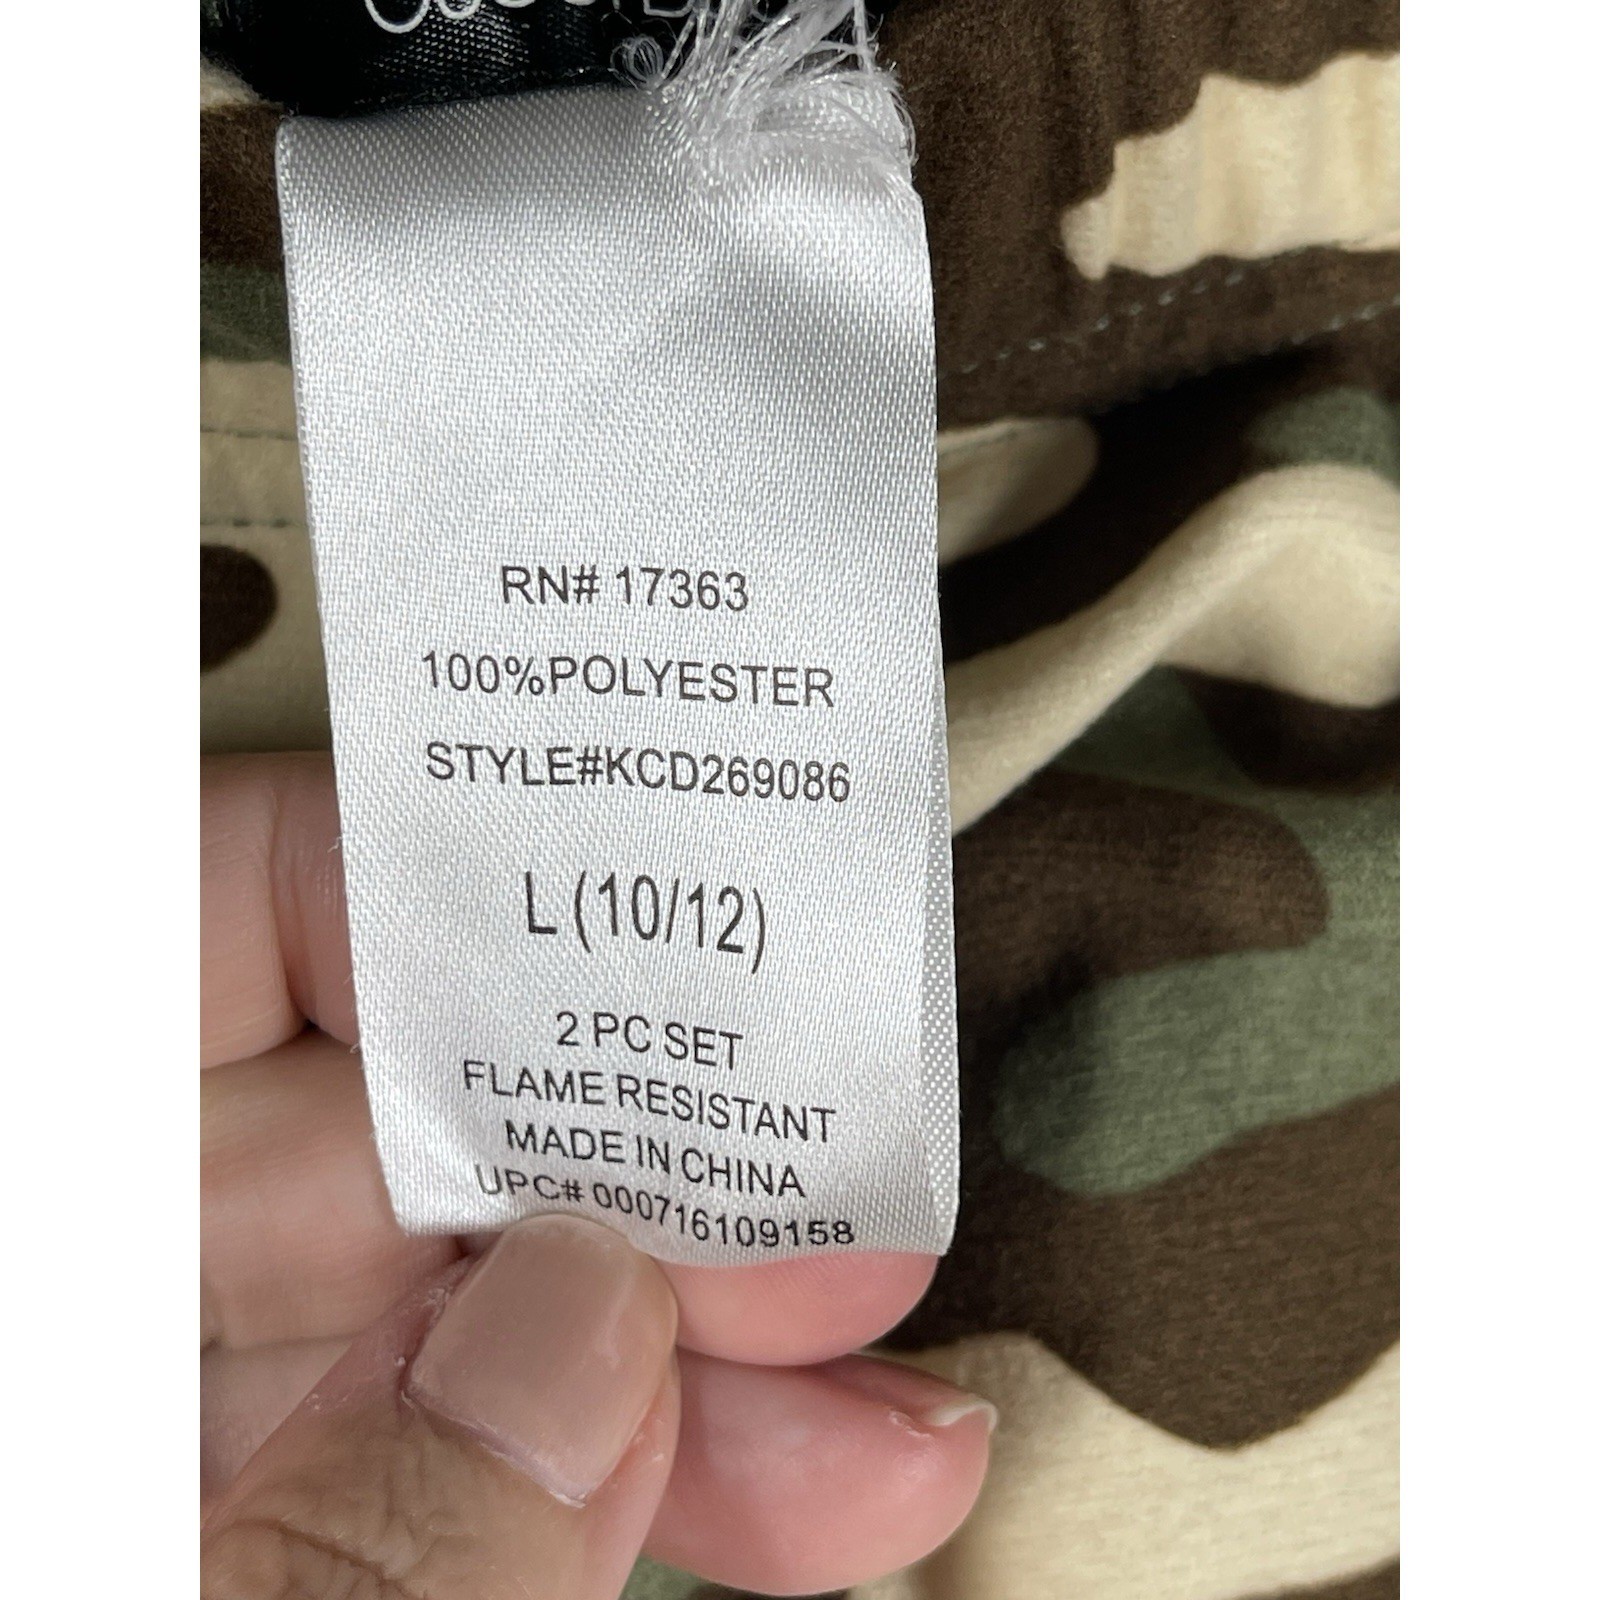 RN# 17363
100%POLYESTER
STYLE#KCD269086
L (10/12)
2 PC SET
FLAME RESISTANT
MADE IN CHINA
UPC# 000716109158